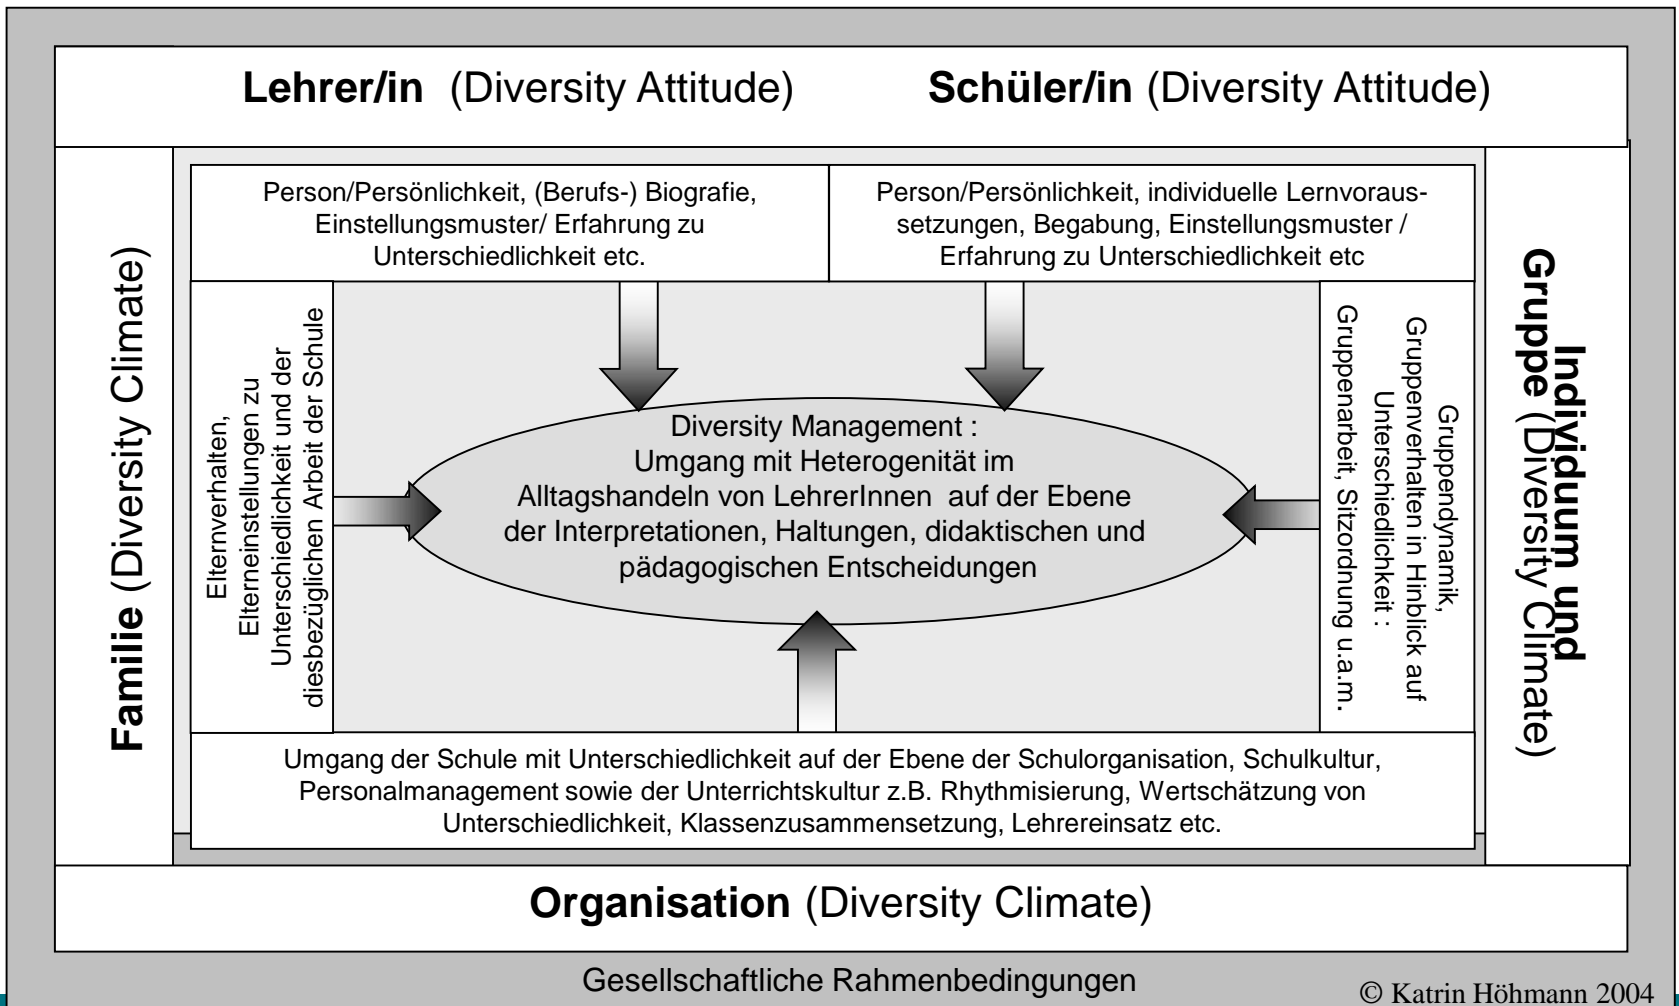 Lehrer/in (Diversity Attitude)
Schüler/in (Diversity Attitude)
Person/Persönlichkeit, (Berufs-) Biografie,
Einstellungsmuster/ Erfahrung zu
Unterschiedlichkeit etc.
Person/Persönlichkeit, individuelle Lernvoraus-
setzungen, Begabung, Einstellungsmuster /
Erfahrung zu Unterschiedlichkeit etc
Familie (Diversity Climate)
Elternverhalten,
Elterneinstellungen zu
Unterschiedlichkeit und der
diesbezüglichen Arbeit der Schule
Diversity Management :
Umgang mit Heterogenität im
Alltagshandeln von LehrerInnen auf der Ebene
der Interpretationen, Haltungen, didaktischen und
pädagogischen Entscheidungen
Gruppendynamik,
Gruppenverhalten in Hinblick auf
Unterschiedlichkeit :
Gruppenarbeit, Sitzordnung u.a.m.
Individuum und
Gruppe (Diversity Climate)
Umgang der Schule mit Unterschiedlichkeit auf der Ebene der Schulorganisation, Schulkultur,
Personalmanagement sowie der Unterrichtskultur z.B. Rhythmisierung, Wertschätzung von
Unterschiedlichkeit, Klassenzusammensetzung, Lehrereinsatz etc.
Organisation (Diversity Climate)
Gesellschaftliche Rahmenbedingungen
© Katrin Höhmann 2004